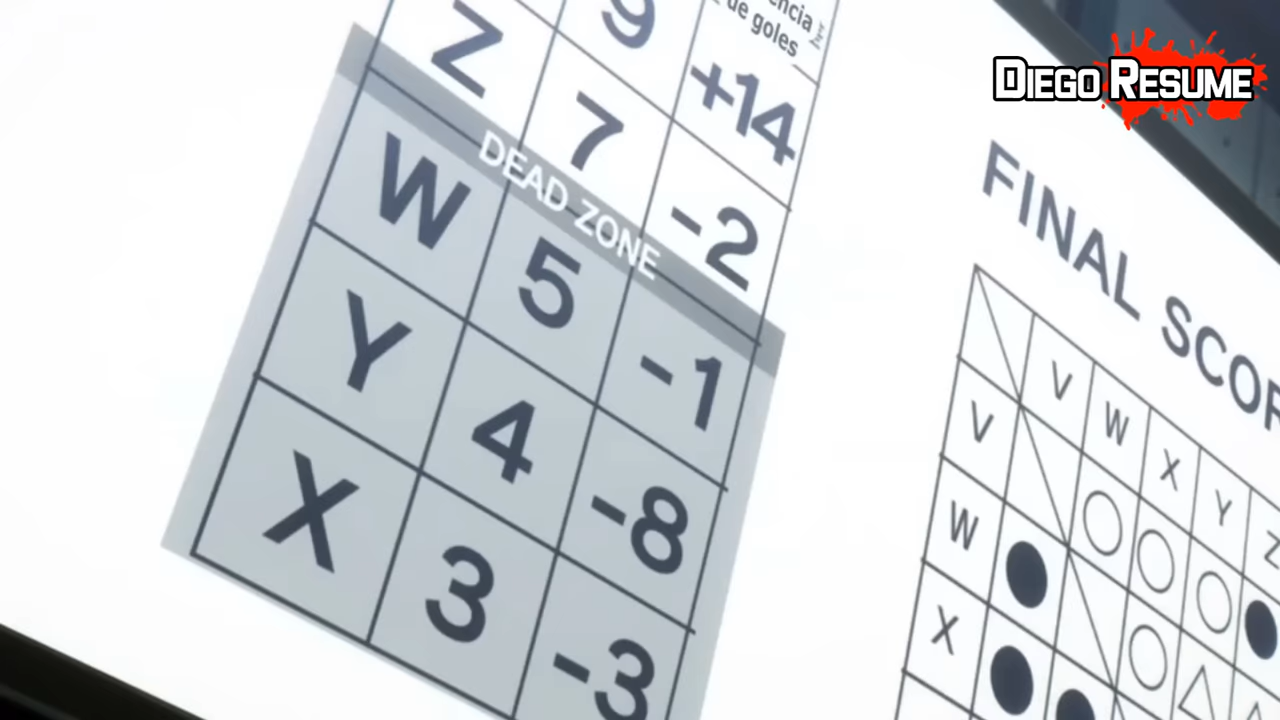 encia
de goles
9
+14
Z
7
-2
DEAD ZONE
W
5
-1
Y
4
-8
X
3
-3
DIEGO RESUME
FINAL SCOR
V
W
X
Y
Z
V
W
X